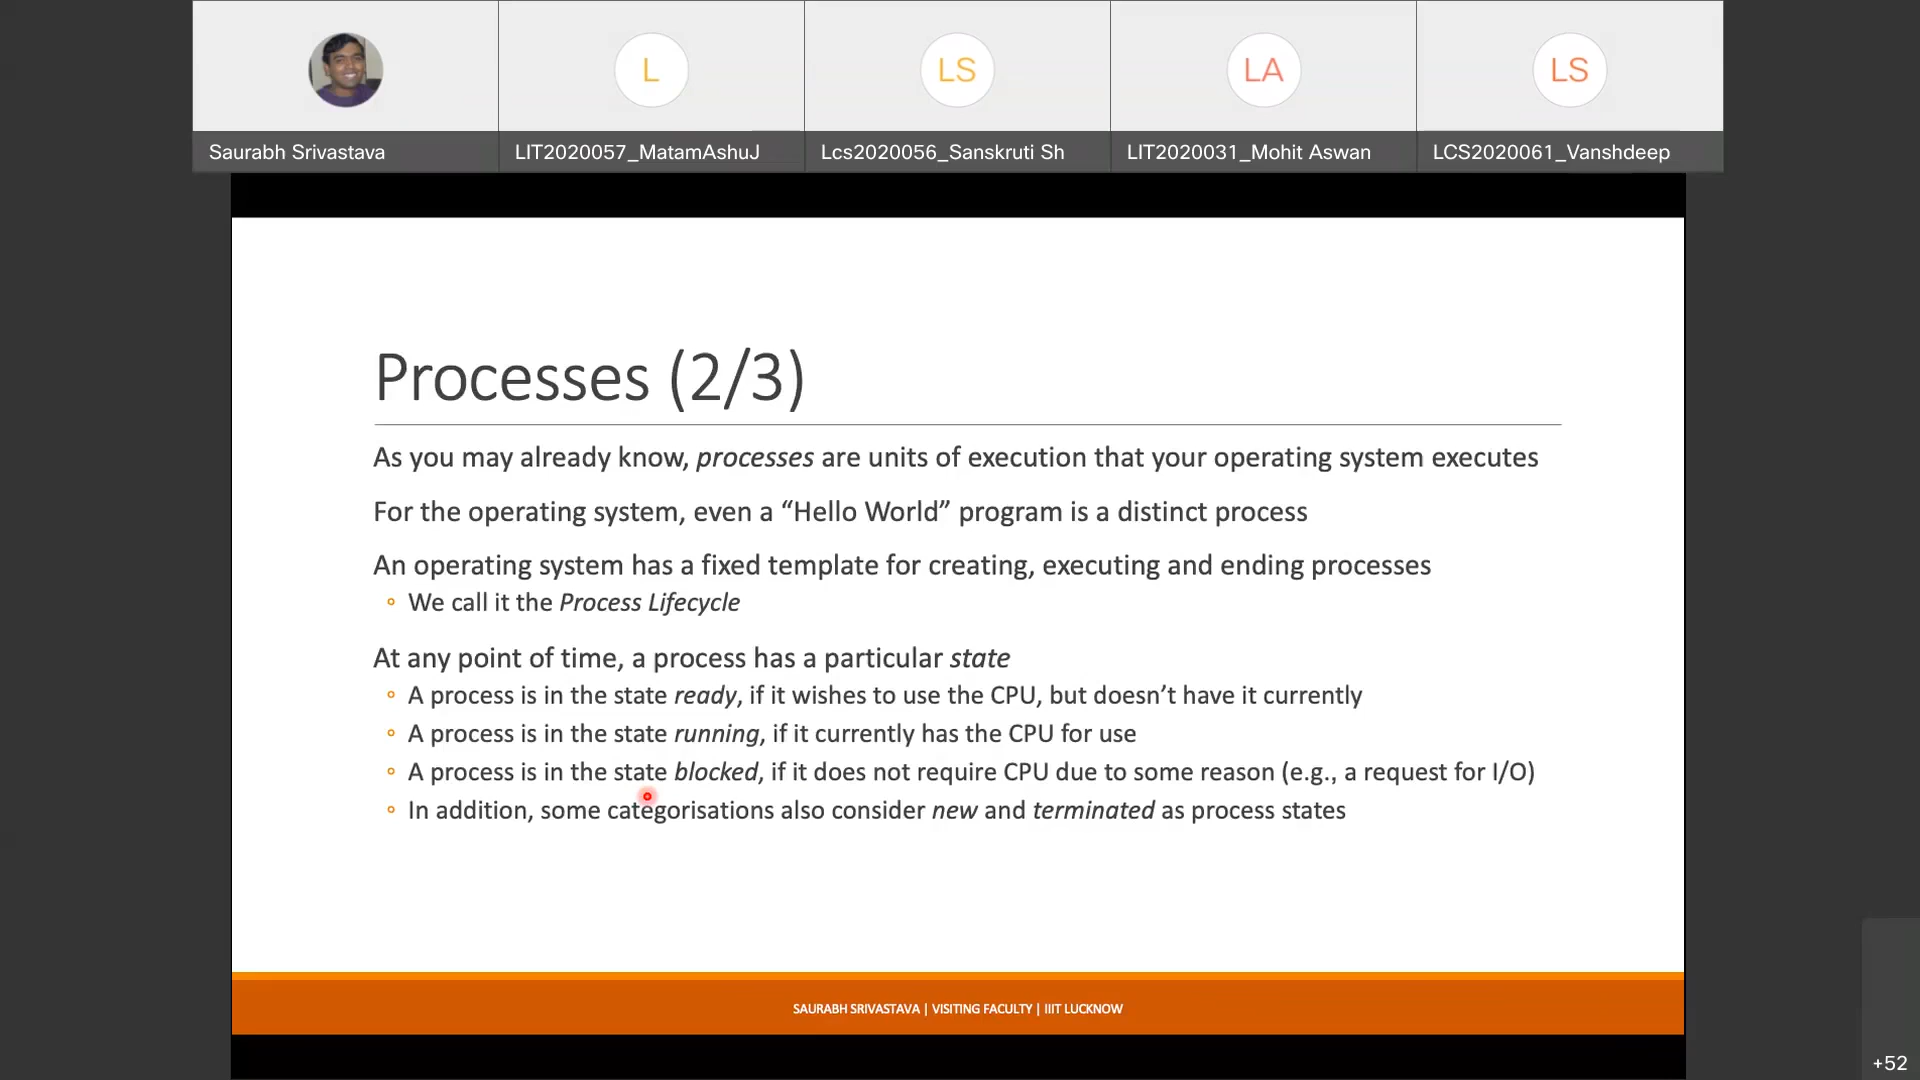 L
LS
LA
LS
Saurabh Srivastava
LIT2020057_MatamAshuJ
Lcs2020056_Sanskruti Sh
LIT2020031_Mohit Aswan
LCS2020061_Vanshdeep
Processes (2/3)
As you may already know, processes are units of execution that your operating system executes
For the operating system, even a “Hello World” program is a distinct process
An operating system has a fixed template for creating, executing and ending processes
◦ We call it the Process Lifecycle
At any point of time, a process has a particular state
◦ A process is in the state ready, if it wishes to use the CPU, but doesn’t have it currently
◦ A process is in the state running, if it currently has the CPU for use
◦ A process is in the state blocked, if it does not require CPU due to some reason (e.g., a request for I/O)
◦ In addition, some categorisations also consider new and terminated as process states
SAURABH SRIVASTAVA | VISITING FACULTY | IIIT LUCKNOW
+52